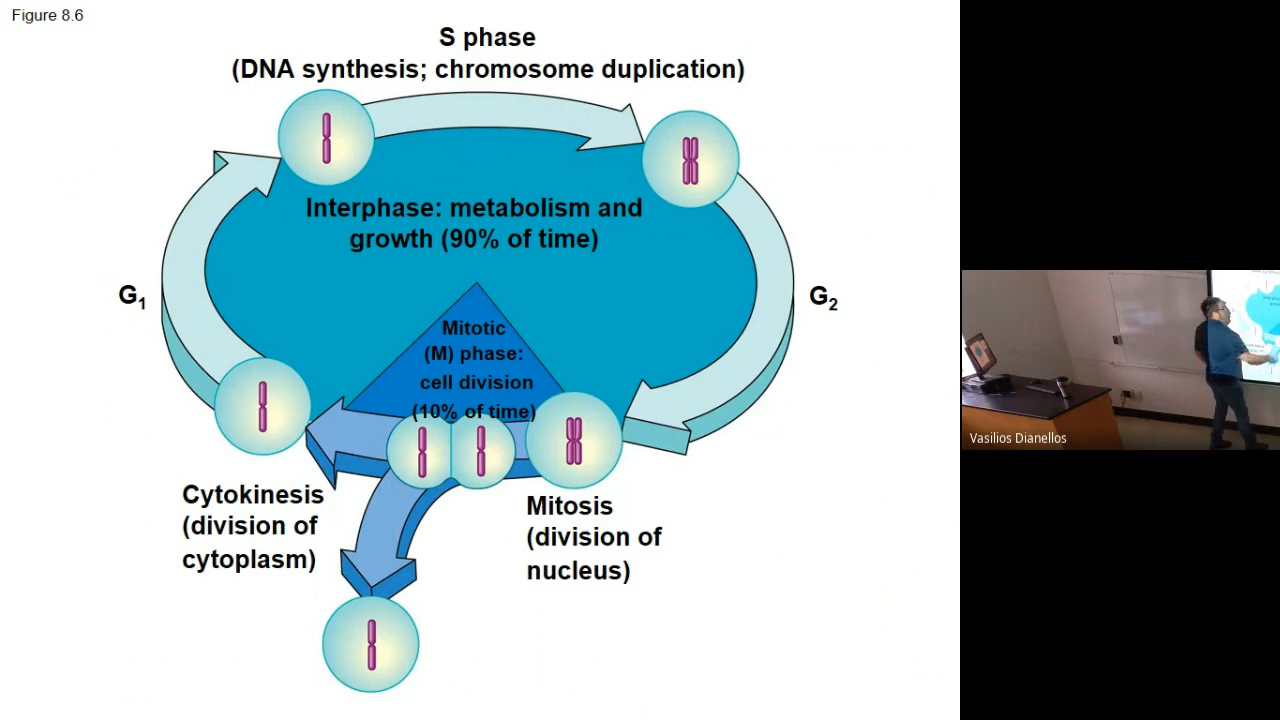 Figure 8.6
S phase
(DNA synthesis; chromosome duplication)
Interphase: metabolism and
growth (90% of time)
G₁
G₂
Mitotic
(M) phase:
cell division
(10% of time)
Cytokinesis
(division of
cytoplasm)
Mitosis
(division of
nucleus)
Vasilios Dianellos